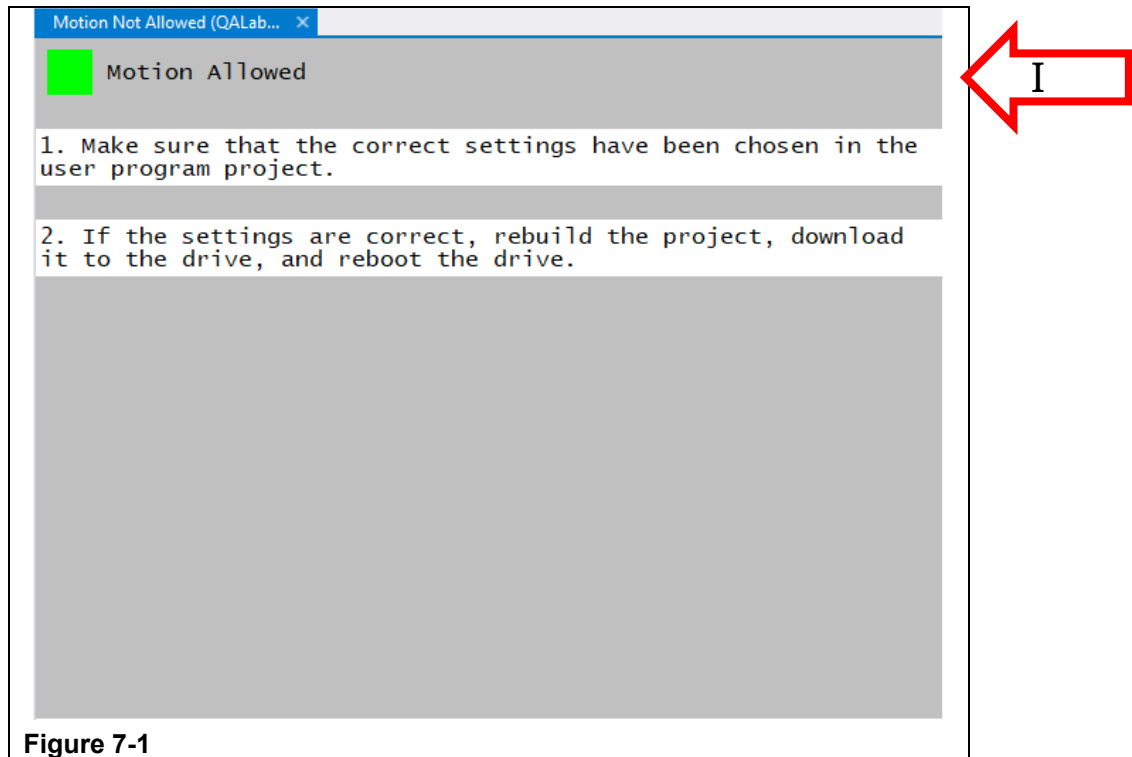 Motion Not Allowed (QALab... ×
Motion Allowed
I
1. Make sure that the correct settings have been chosen in the
user program project.
2. If the settings are correct, rebuild the project, download
it to the drive, and reboot the drive.
Figure 7-1